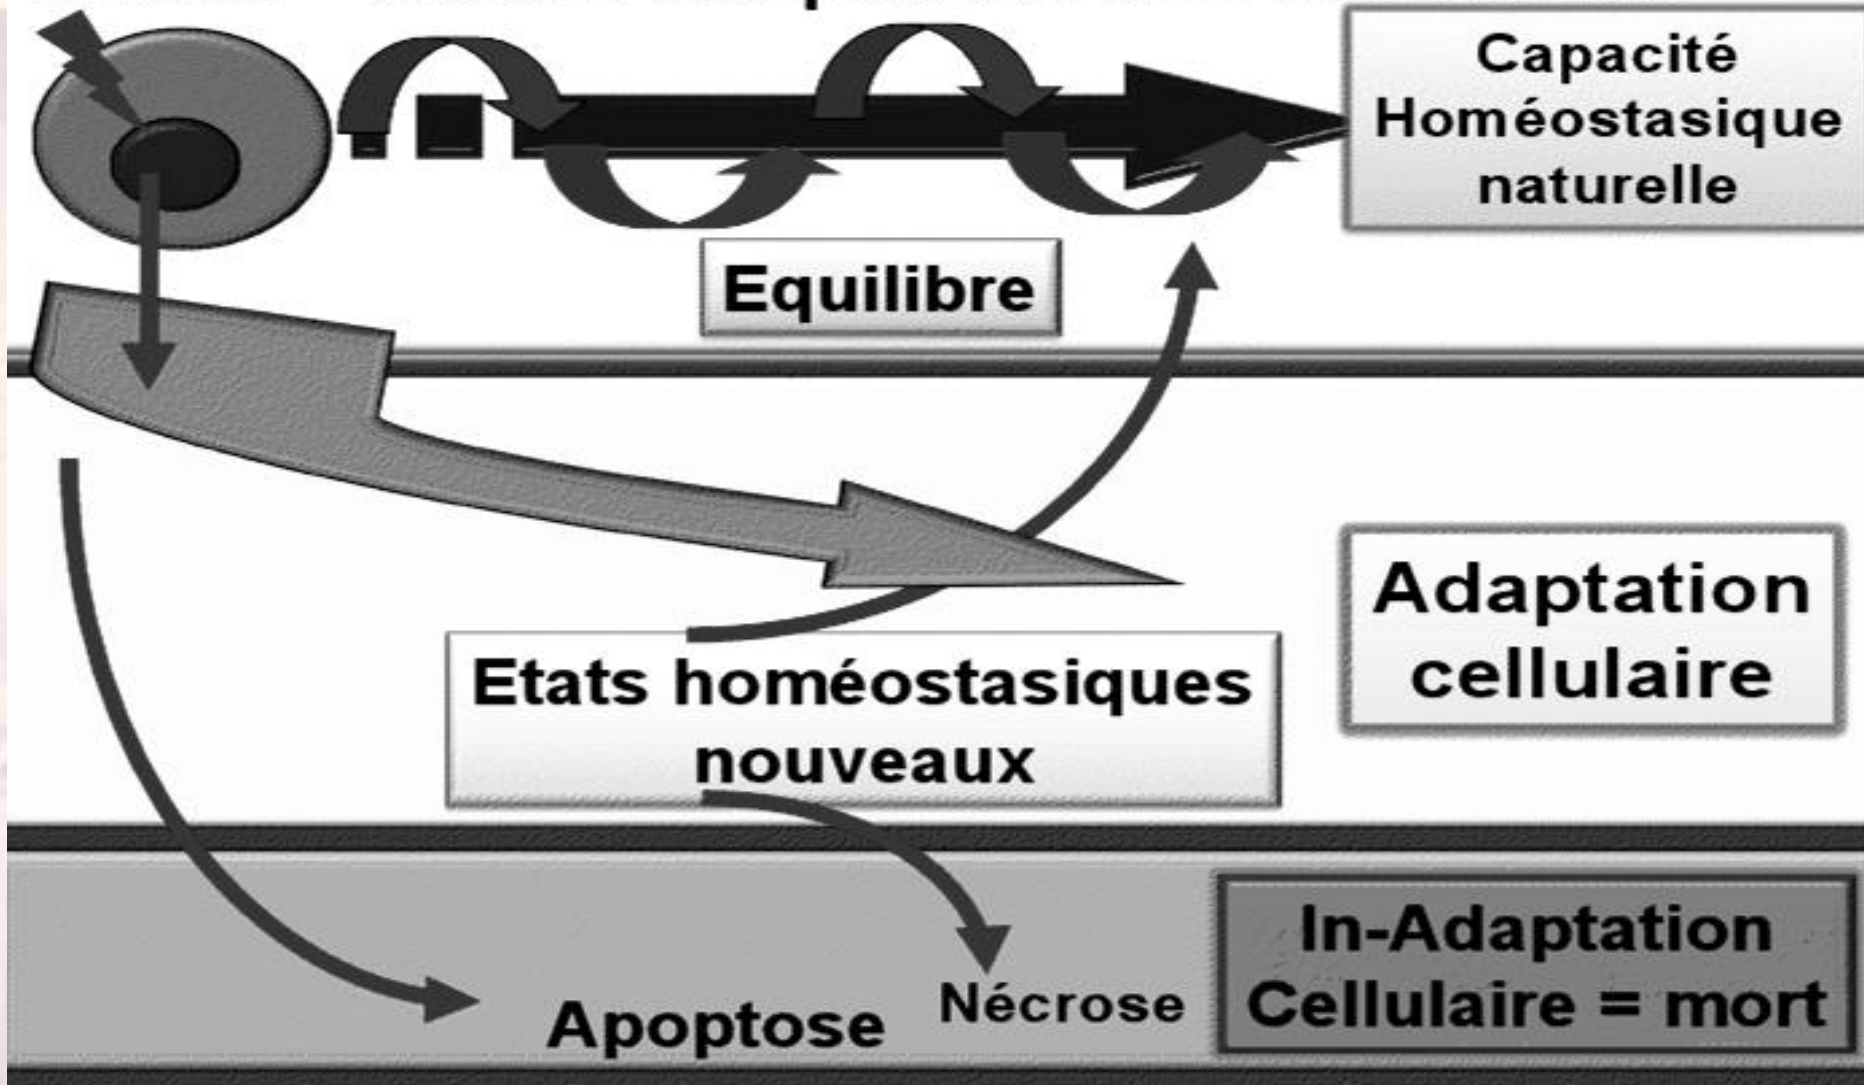 Capacité
Homéostasique
naturelle
Equilibre
Adaptation
cellulaire
Etats homéostasiques
nouveaux
In-Adaptation
Cellulaire = mort
Apoptose
Nécrose